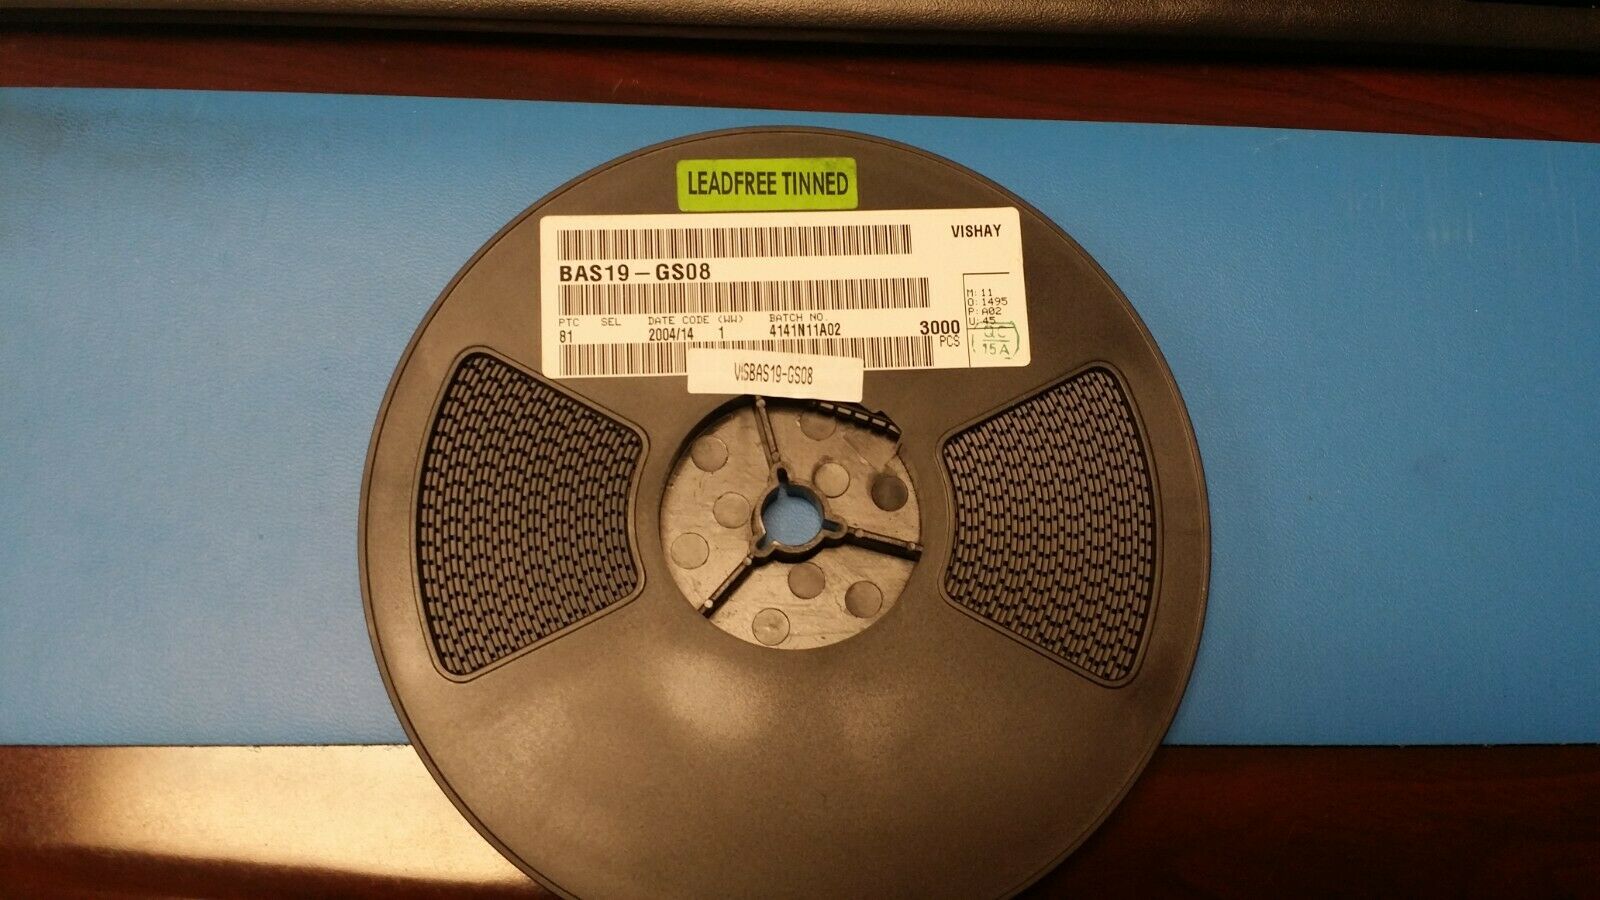 LEADFREE TINNED
VISHAY
BAS19-GS08
PTC SEL DATE CODE (WW) BATCH NO.
81 2004/14 1 4141N11A02 3000 PCS
M: 11
O: 1495
P: A02
U: 45
QC
15A
VISBAS19-GS08